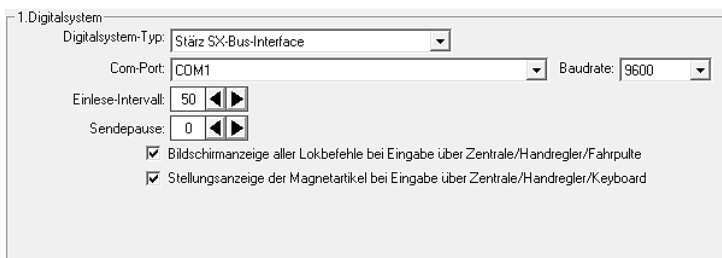 1.Digitalsystem
Digitalsystem-Typ: Stärz SX-Bus-Interface
Com-Port: COM1 Baudrate: 9600
Einlese-Intervall: 50
Sendepause: 0
Bildschirmanzeige aller Lokbefehle bei Eingabe über Zentrale/Handregler/Fahrpulte
Stellungsanzeige der Magnetartikel bei Eingabe über Zentrale/Handregler/Keyboard